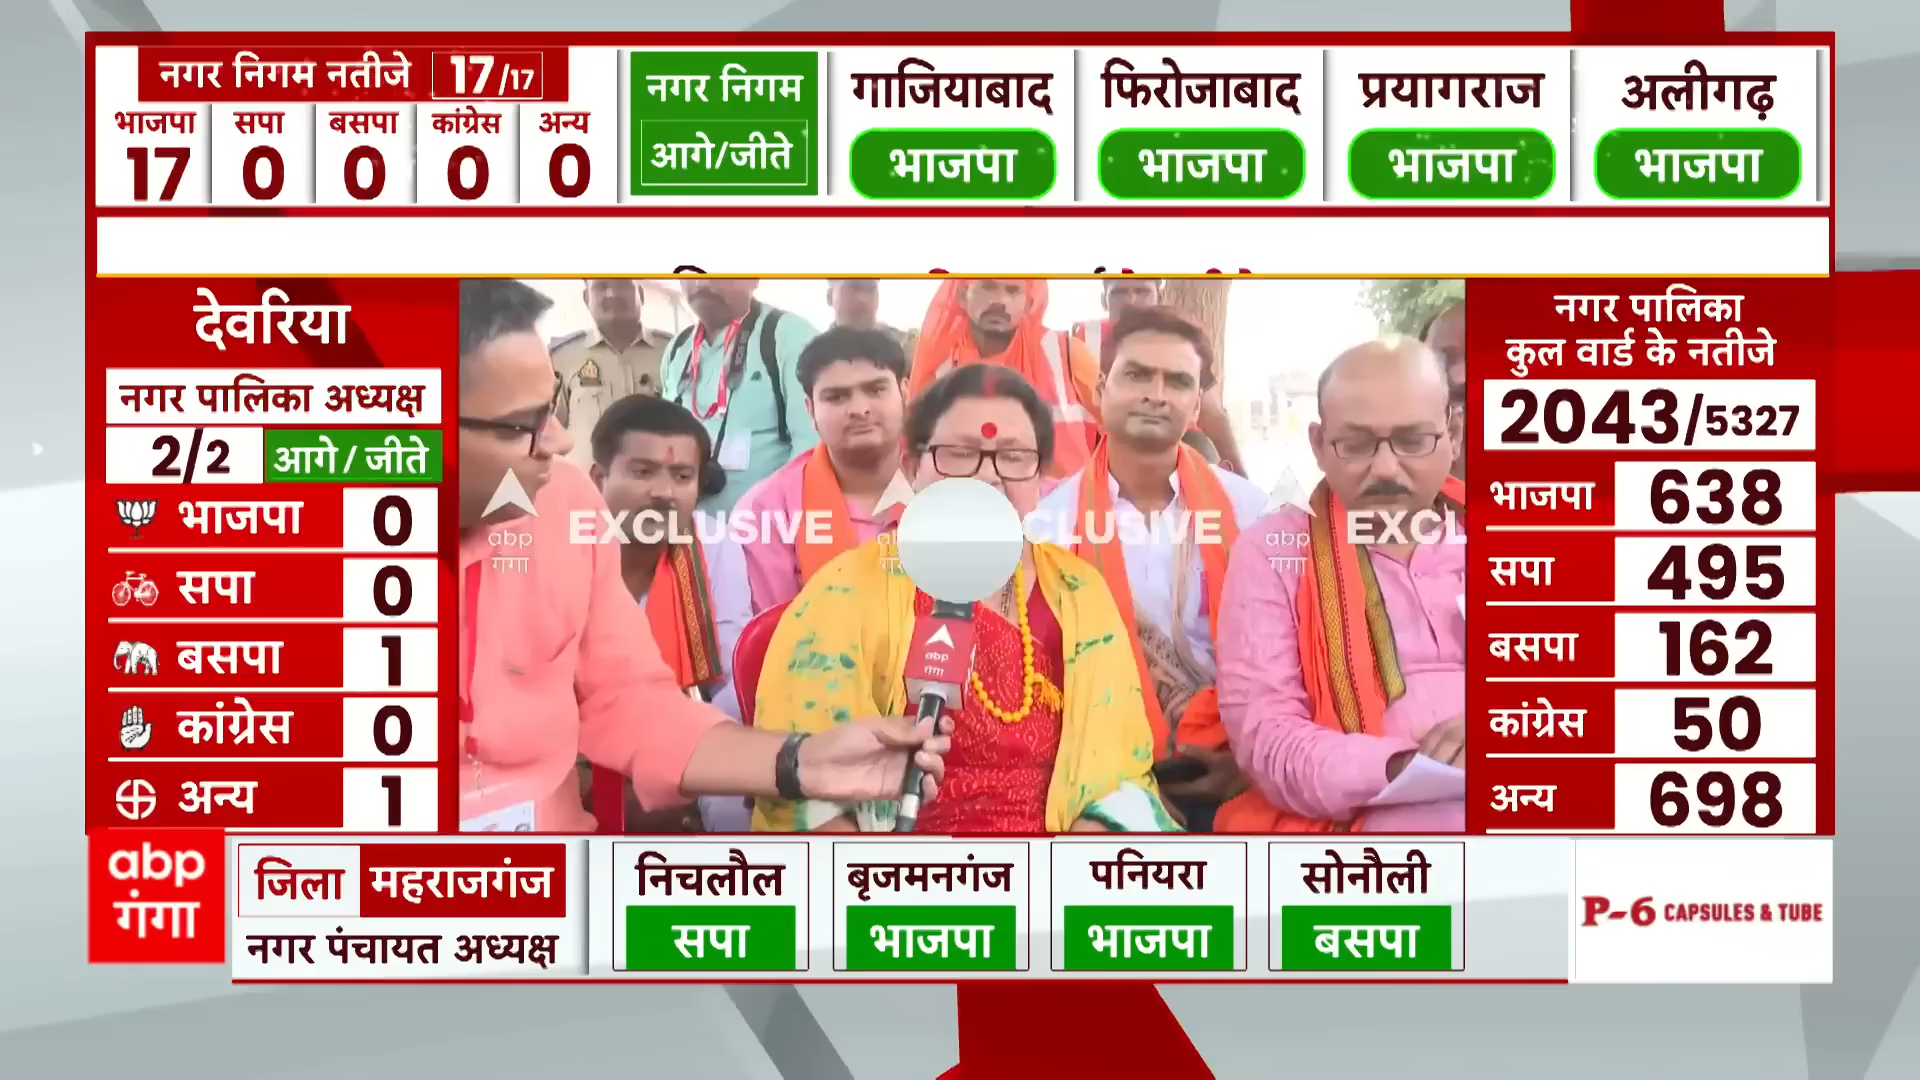 नगर निगम नतीजे 17/17
भाजपा सपा बसपा कांग्रेस अन्य
17 0 0 0 0
नगर निगम
आगे/जीते
गाजियाबाद फिरोजाबाद प्रयागराज अलीगढ़
भाजपा भाजपा भाजपा भाजपा
देवरिया
नगर पालिका अध्यक्ष
2/2 आगे / जीते
भाजपा 0
सपा 0
बसपा 1
कांग्रेस 0
अन्य 1
EXCLUSIVE CLUSIVE EXCL
abp abp
गंगा गंगा
abp
गंगा
नगर पालिका
कुल वार्ड के नतीजे
2043/5327
भाजपा 638
सपा 495
बसपा 162
कांग्रेस 50
अन्य 698
abp
गंगा
जिला महराजगंज
नगर पंचायत अध्यक्ष
निचलौल बृजमनगंज पनियरा सोनौली
सपा भाजपा भाजपा बसपा
P-6 CAPSULES & TUBE